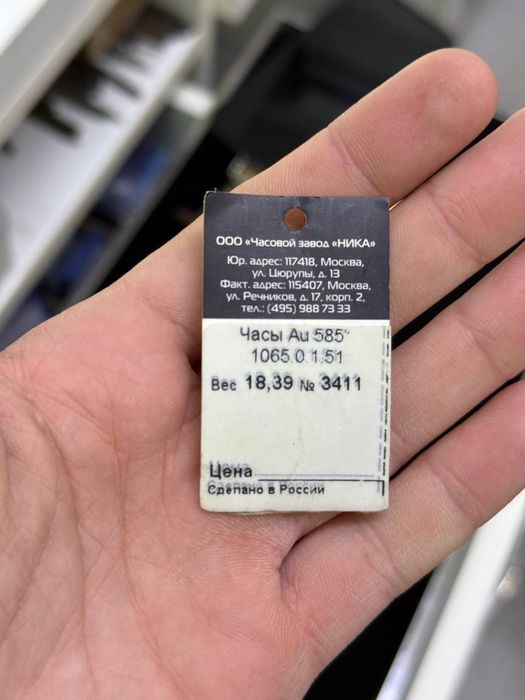 ООО «Часовой завод «НИКА»
Юр. адрес: 117418, Москва,
ул. Цюрупы, д. 13
Факт. адрес: 115407, Москва,
ул. Речников, д. 17, корп. 2,
тел.: (495) 988 73 33
Часы Au 585°
1065.0.1.51
Вес 18,39 № 3411
Цена
Сделано в России